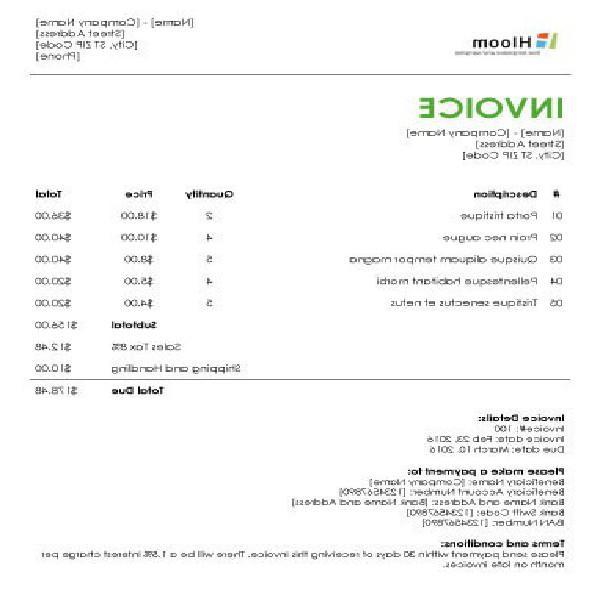 Hloom
[Name] - [Company Name]
[Street Address]
[City, ST ZIP Code]
[Phone]
INVOICE
[Name] - [Company Name]
[Street Address]
[City, ST ZIP Code]
# Description Quantity Price Total
01 Porta tristique 2 $18.00 $36.00
02 Proin nec augue 4 $10.00 $40.00
03 Quisque aliquam tempor magna 5 $8.00 $40.00
04 Pellentesque habitant morbi 4 $5.00 $20.00
05 Tristique senectus et netus 5 $4.00 $20.00
Subtotal $156.00
Sales Tax 8% $12.48
Shipping and Handling $10.00
Total Due $178.48
Invoice Details:
Invoice#: 100
Invoice date: Feb 23, 2016
Due date: March 10, 2016
Please make a payment to:
Beneficiary Name: [Company Name]
Beneficiary Account Number: [1234567890]
Bank Name and Address: [Bank Name and Address]
Bank Swift Code: [1234567890]
IBAN Number: [1234567890]
Terms and conditions:
Please send payment within 30 days of receiving this invoice. There will be a 1.5% interest charge per
month on late invoices.